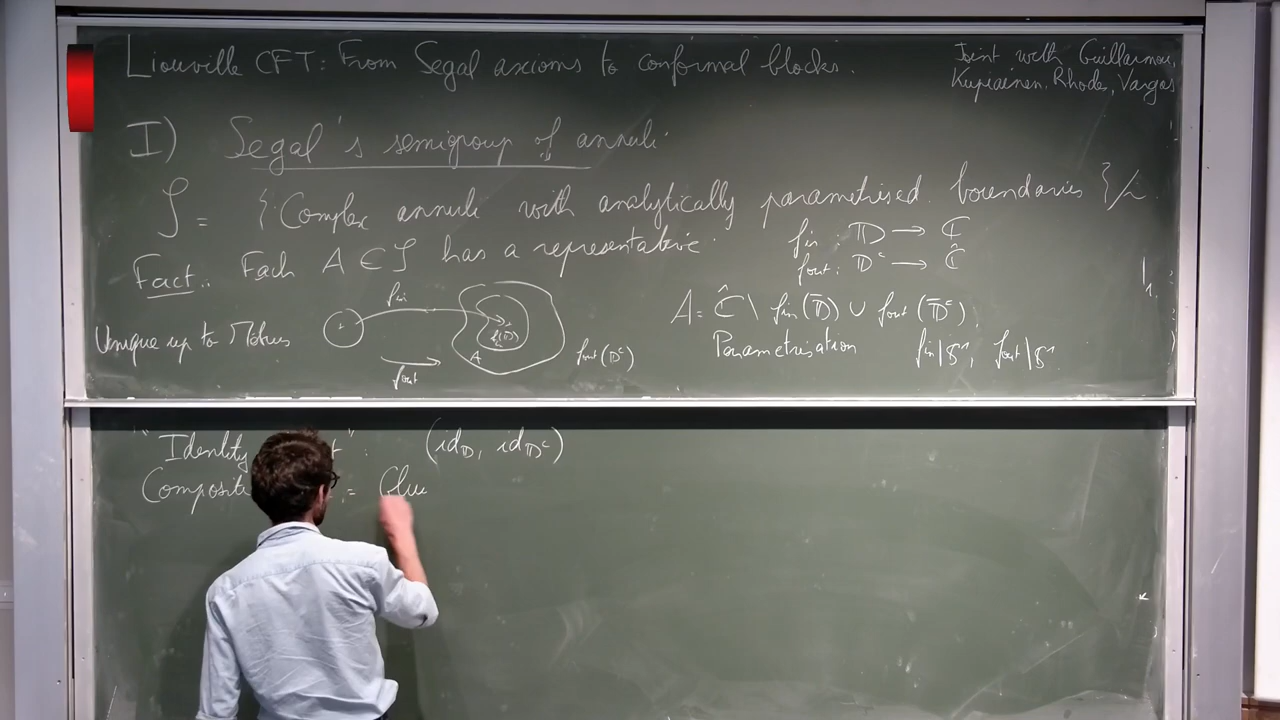 Liouville CFT: From Segal axioms to conformal blocks.
Joint with Guillarmou,
Kupiainen, Rhodes, Vargas
I) Segal's semigroup of annuli
S = {Complex annuli with analytically parametrised boundaries}/~
Fact: Each A ∈ S has a representative
f_in : D → C
f_out : D^c → Ĉ
Unique up to Möbius
f_in
f_out
A
f_in(D̄)
f_out(D^c)
A = Ĉ \ f_in(D̄) ∪ f_out(D̄^c)
Parametrisation f_in|S^1, f_out|S^1
"Identity : (id_D, id_D^c)
= Glue